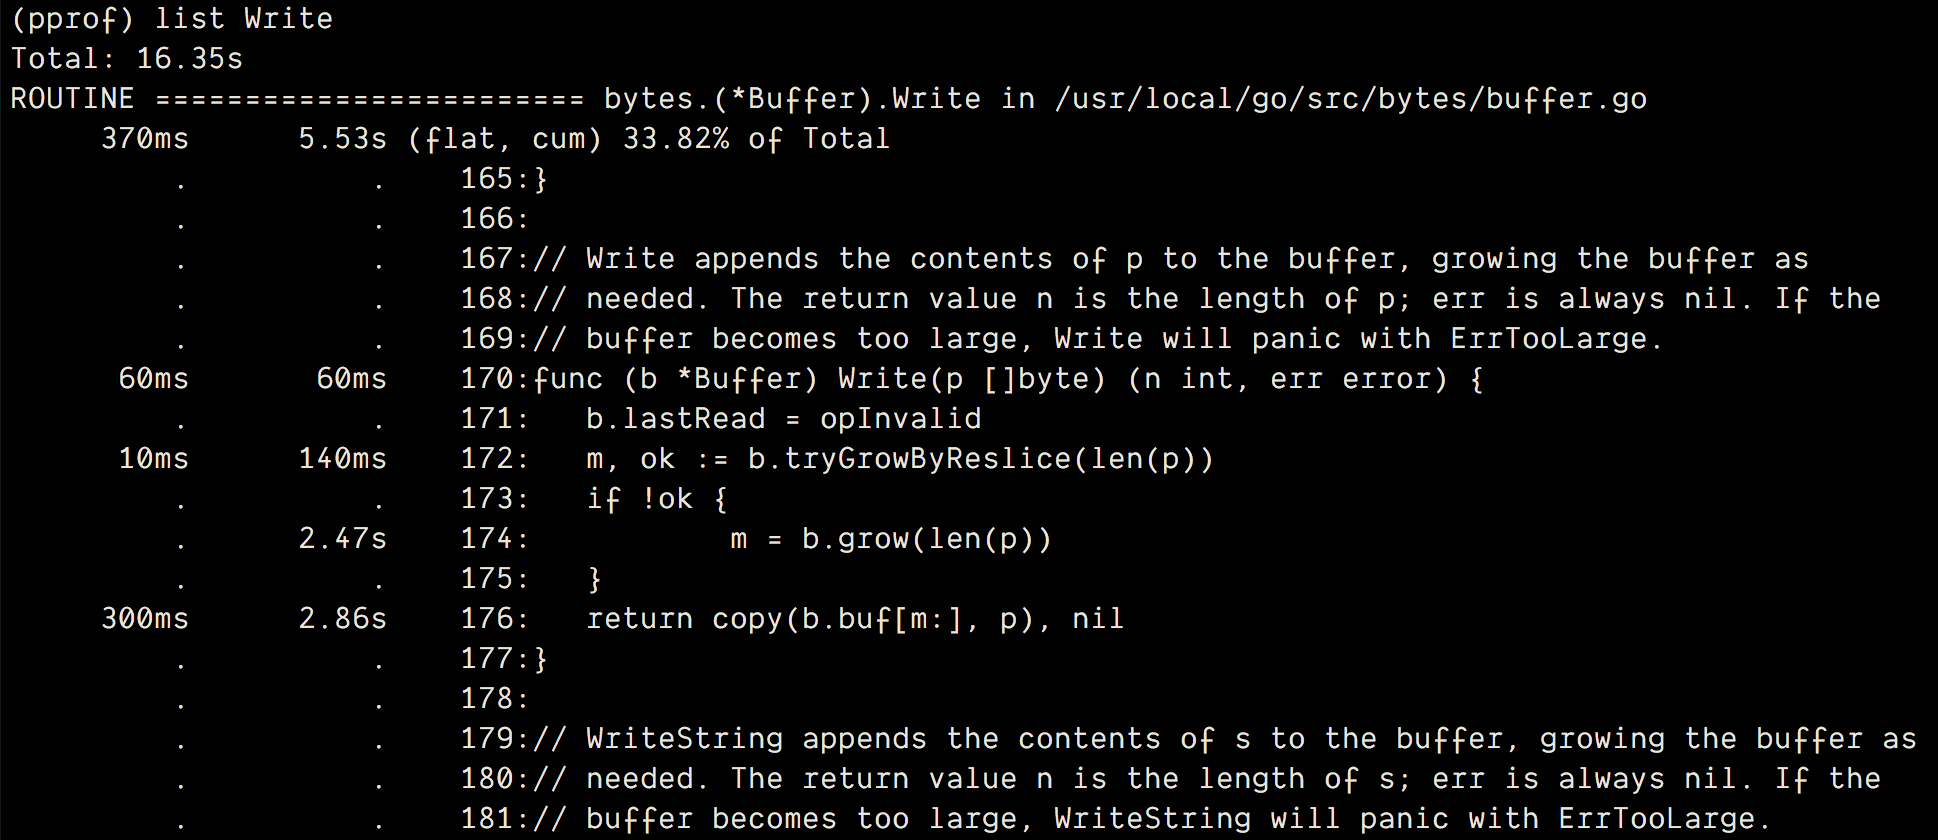 (pprof) list Write
Total: 16.35s
ROUTINE ======================== bytes.(*Buffer).Write in /usr/local/go/src/bytes/buffer.go
     370ms      5.53s (flat, cum) 33.82% of Total
         .          .    165:}
         .          .    166:
         .          .    167:// Write appends the contents of p to the buffer, growing the buffer as
         .          .    168:// needed. The return value n is the length of p; err is always nil. If the
         .          .    169:// buffer becomes too large, Write will panic with ErrTooLarge.
      60ms       60ms    170:func (b *Buffer) Write(p []byte) (n int, err error) {
         .          .    171:   b.lastRead = opInvalid
      10ms      140ms    172:   m, ok := b.tryGrowByReslice(len(p))
         .          .    173:   if !ok {
         .      2.47s    174:           m = b.grow(len(p))
         .          .    175:   }
     300ms      2.86s    176:   return copy(b.buf[m:], p), nil
         .          .    177:}
         .          .    178:
         .          .    179:// WriteString appends the contents of s to the buffer, growing the buffer as
         .          .    180:// needed. The return value n is the length of s; err is always nil. If the
         .          .    181:// buffer becomes too large, WriteString will panic with ErrTooLarge.